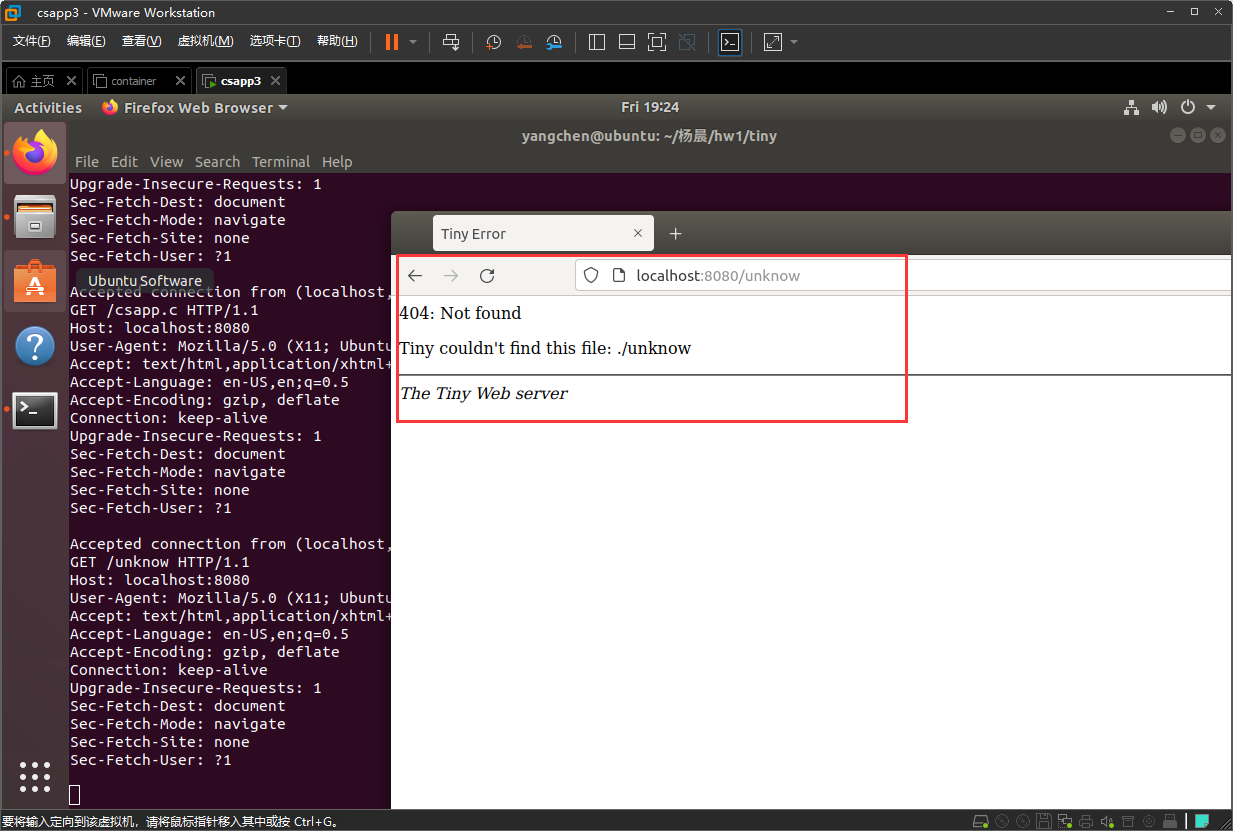 csapp3 - VMware Workstation
文件(F) 编辑(E) 查看(V) 虚拟机(M) 选项卡(T) 帮助(H)
主页 container csapp3
Activities Firefox Web Browser Fri 19:24
yangchen@ubuntu: ~/杨晨/hw1/tiny
File Edit View Search Terminal Help
Upgrade-Insecure-Requests: 1
Sec-Fetch-Dest: document
Sec-Fetch-Mode: navigate
Sec-Fetch-Site: none
Sec-Fetch-User: ?1
Ubuntu Software
Accepted connection from (localhost,
GET /csapp.c HTTP/1.1
Host: localhost:8080
User-Agent: Mozilla/5.0 (X11; Ubuntu
Accept: text/html,application/xhtml+
Accept-Language: en-US,en;q=0.5
Accept-Encoding: gzip, deflate
Connection: keep-alive
Upgrade-Insecure-Requests: 1
Sec-Fetch-Dest: document
Sec-Fetch-Mode: navigate
Sec-Fetch-Site: none
Sec-Fetch-User: ?1
Accepted connection from (localhost,
GET /unknow HTTP/1.1
Host: localhost:8080
User-Agent: Mozilla/5.0 (X11; Ubuntu
Accept: text/html,application/xhtml+
Accept-Language: en-US,en;q=0.5
Accept-Encoding: gzip, deflate
Connection: keep-alive
Upgrade-Insecure-Requests: 1
Sec-Fetch-Dest: document
Sec-Fetch-Mode: navigate
Sec-Fetch-Site: none
Sec-Fetch-User: ?1
Tiny Error
localhost:8080/unknow
404: Not found
Tiny couldn't find this file: ./unknow
The Tiny Web server
要将输入定向到该虚拟机，请将鼠标指针移入其中或按 Ctrl+G。